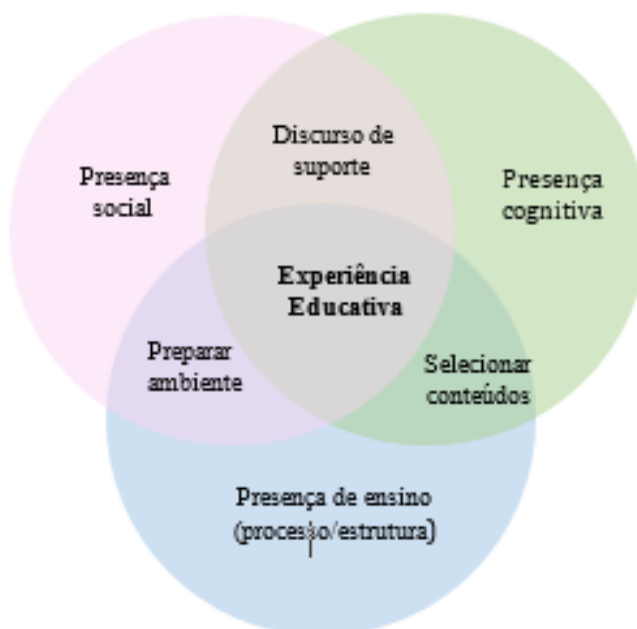 Discurso de
suporte
Presença
social
Presença
cognitiva
Experiência
Educativa
Preparar
ambiente
Selecionar
conteúdos
Presença de ensino
(processo/estrutura)